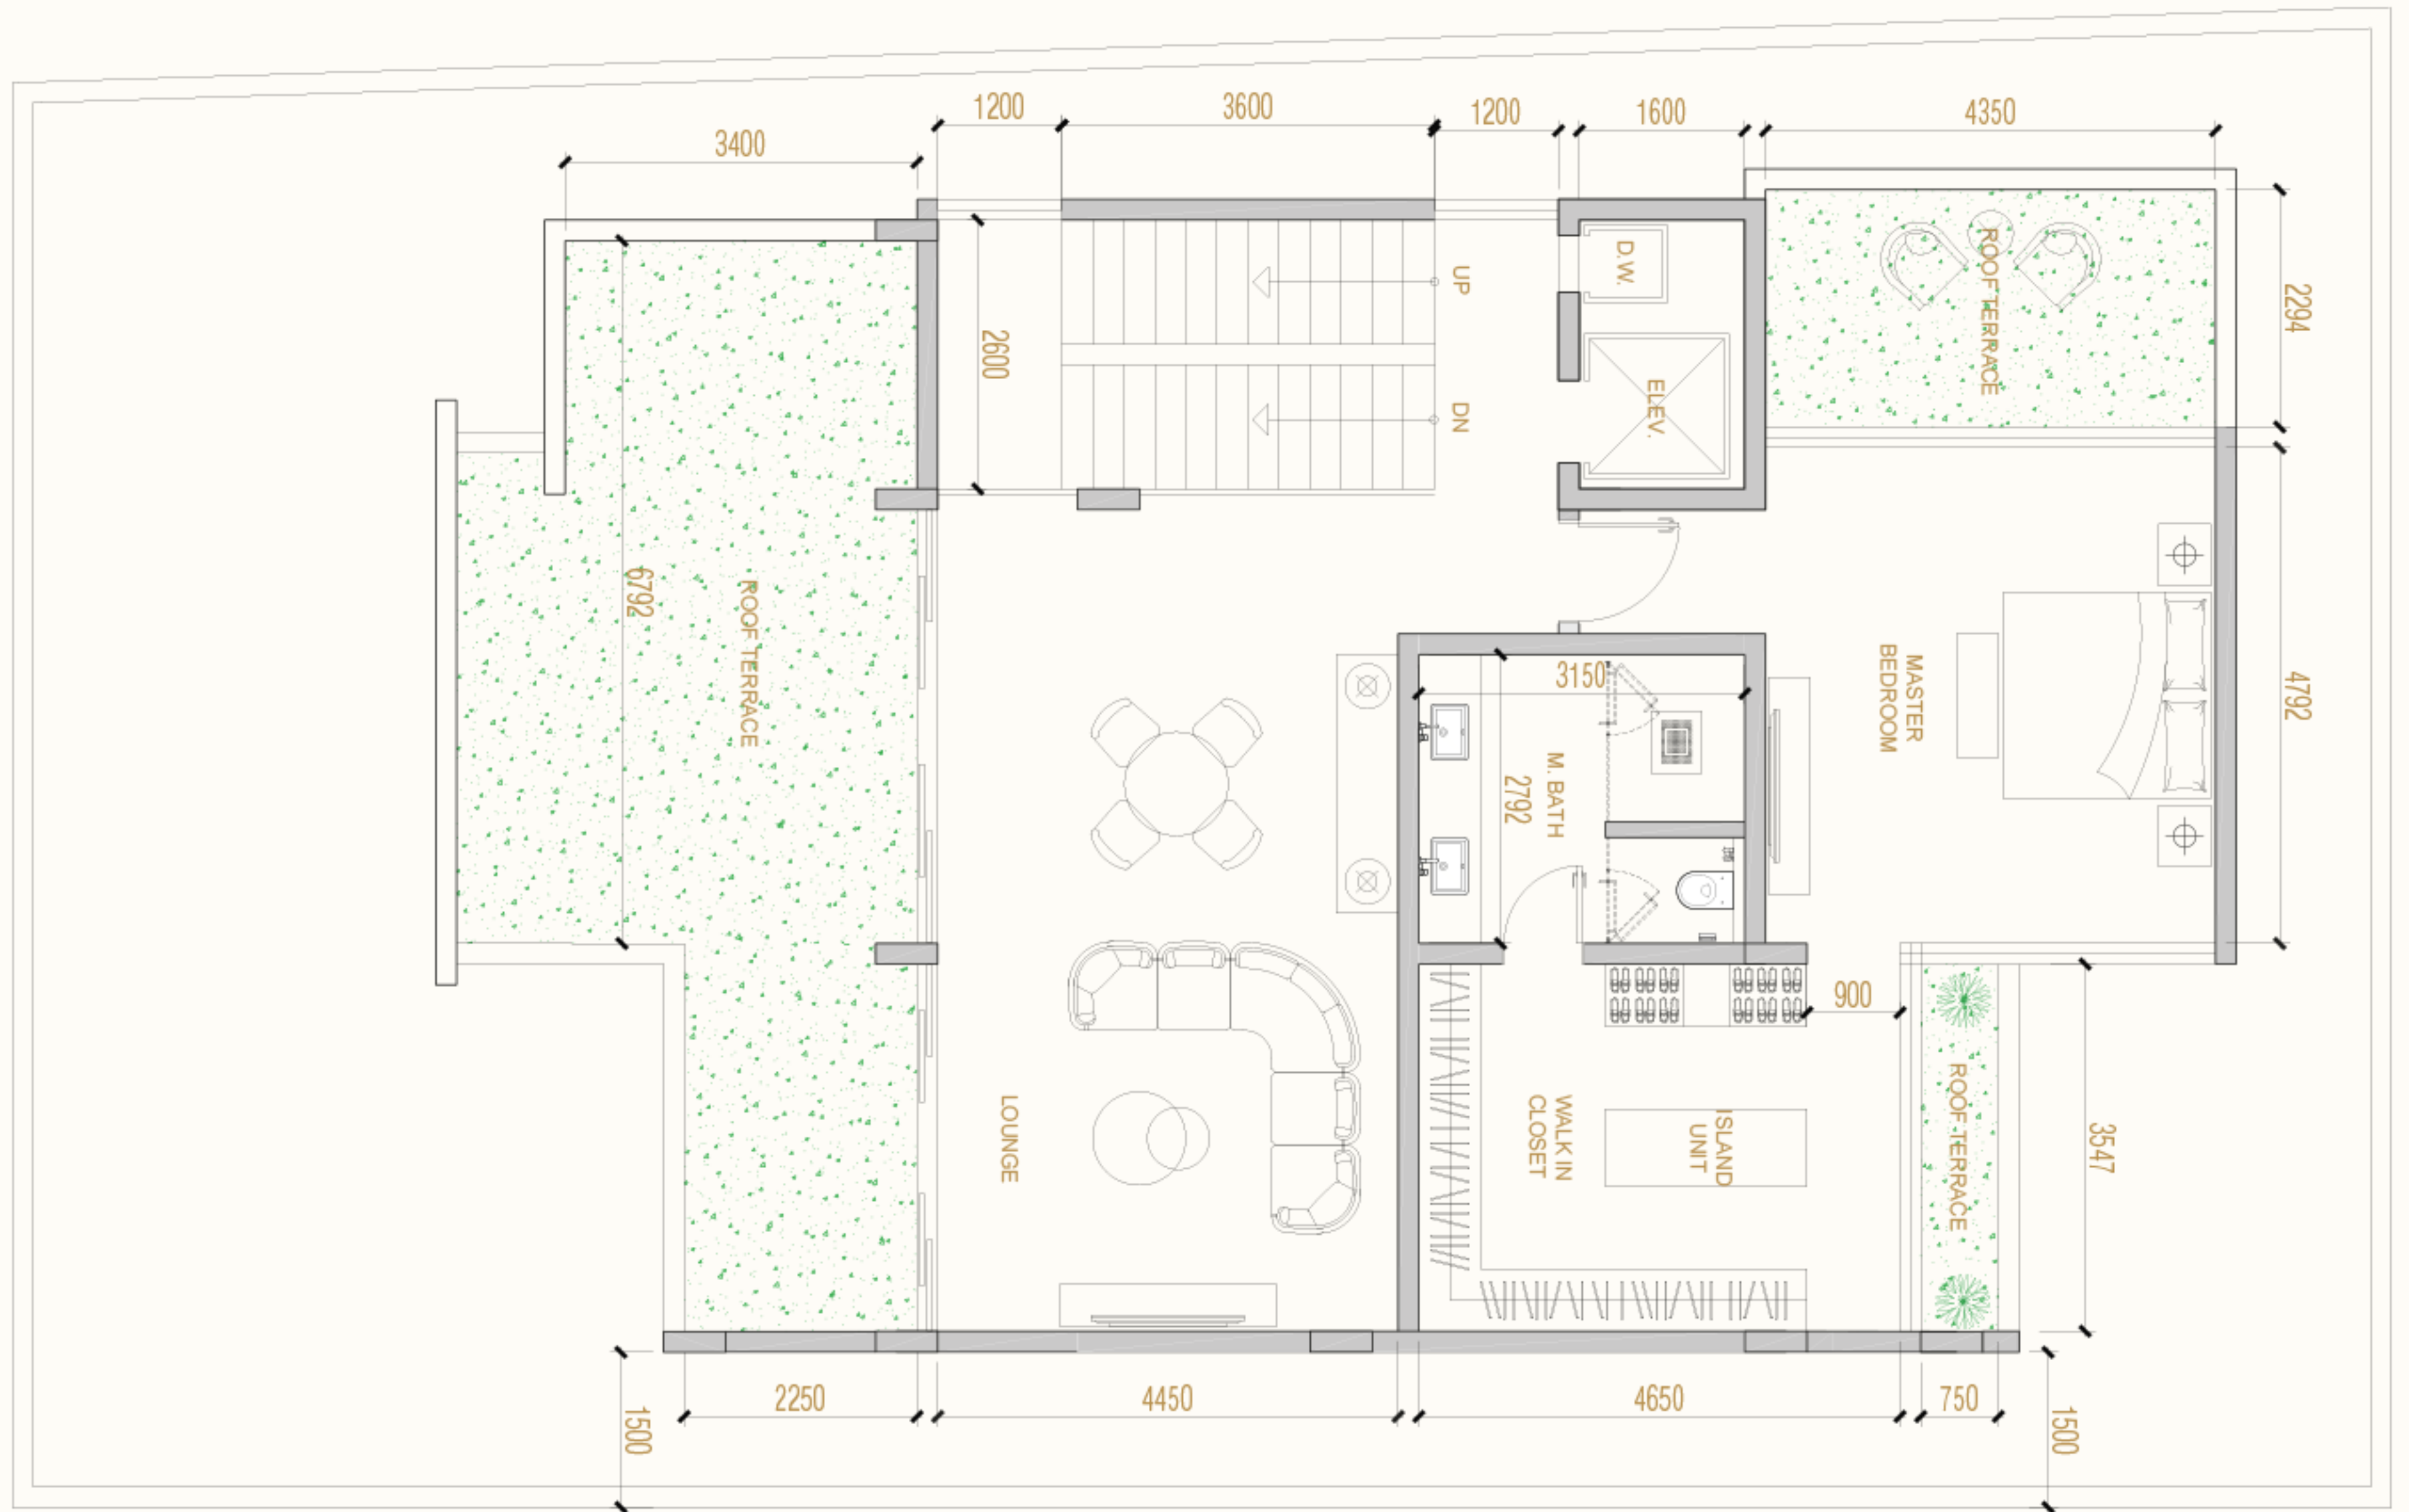 1200
3600
1200
1600
4350
3400
2600
UP
DN
D.W.
ELEV.
ROOF TERRACE
2294
6792
ROOF TERRACE
3150
M. BATH
2792
MASTER
BEDROOM
4792
900
LOUNGE
WALK IN
CLOSET
ISLAND
UNIT
ROOF TERRACE
3547
2250
4450
4650
750
1500
1500